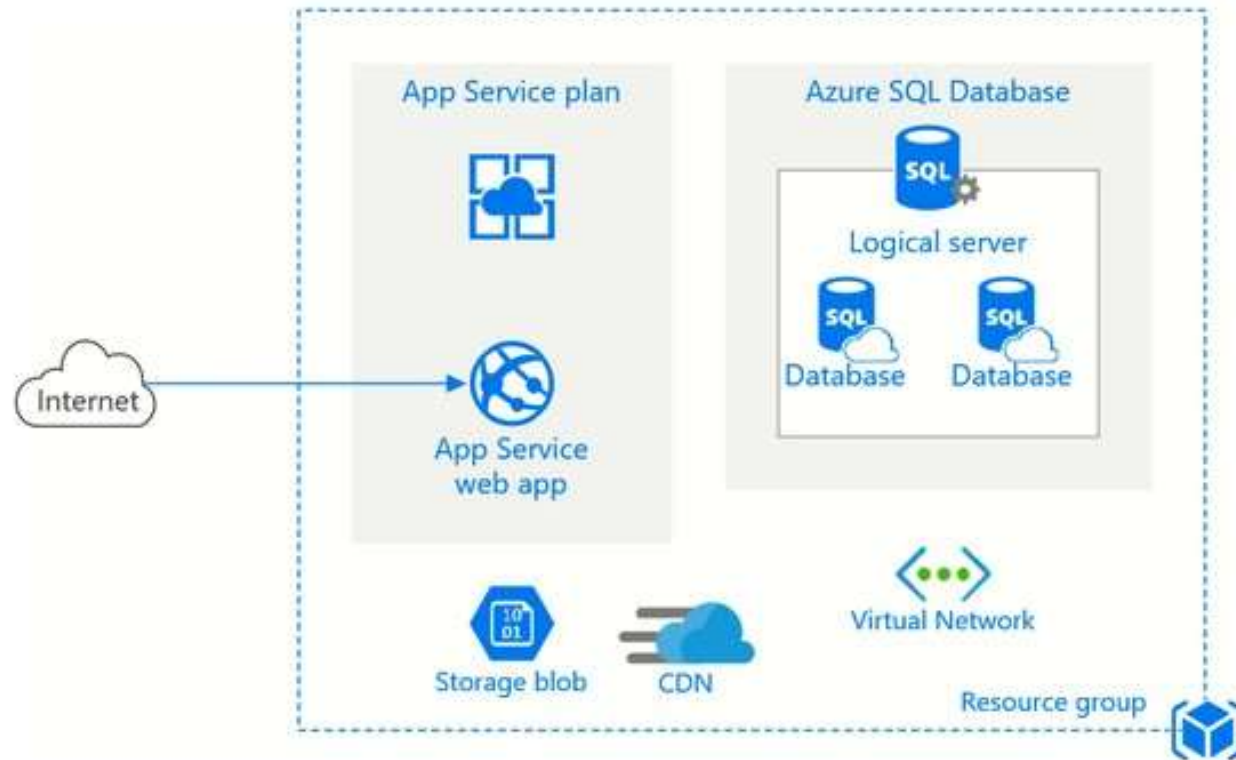 App Service plan
Azure SQL Database
SQL
Logical server
SQL
SQL
Database
Database
Internet
App Service
web app
10
01
Storage blob
CDN
Virtual Network
Resource group